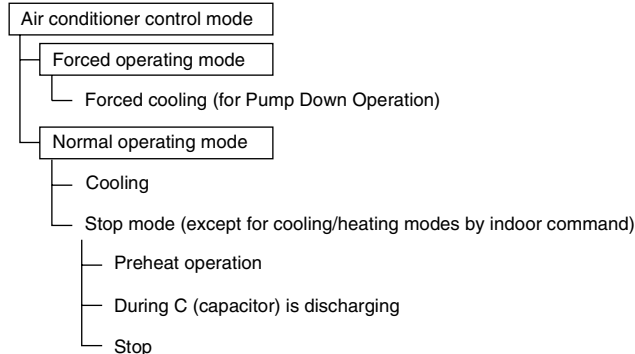 Air conditioner control mode
Forced operating mode
Forced cooling (for Pump Down Operation)
Normal operating mode
Cooling
Stop mode (except for cooling/heating modes by indoor command)
Preheat operation
During C (capacitor) is discharging
Stop